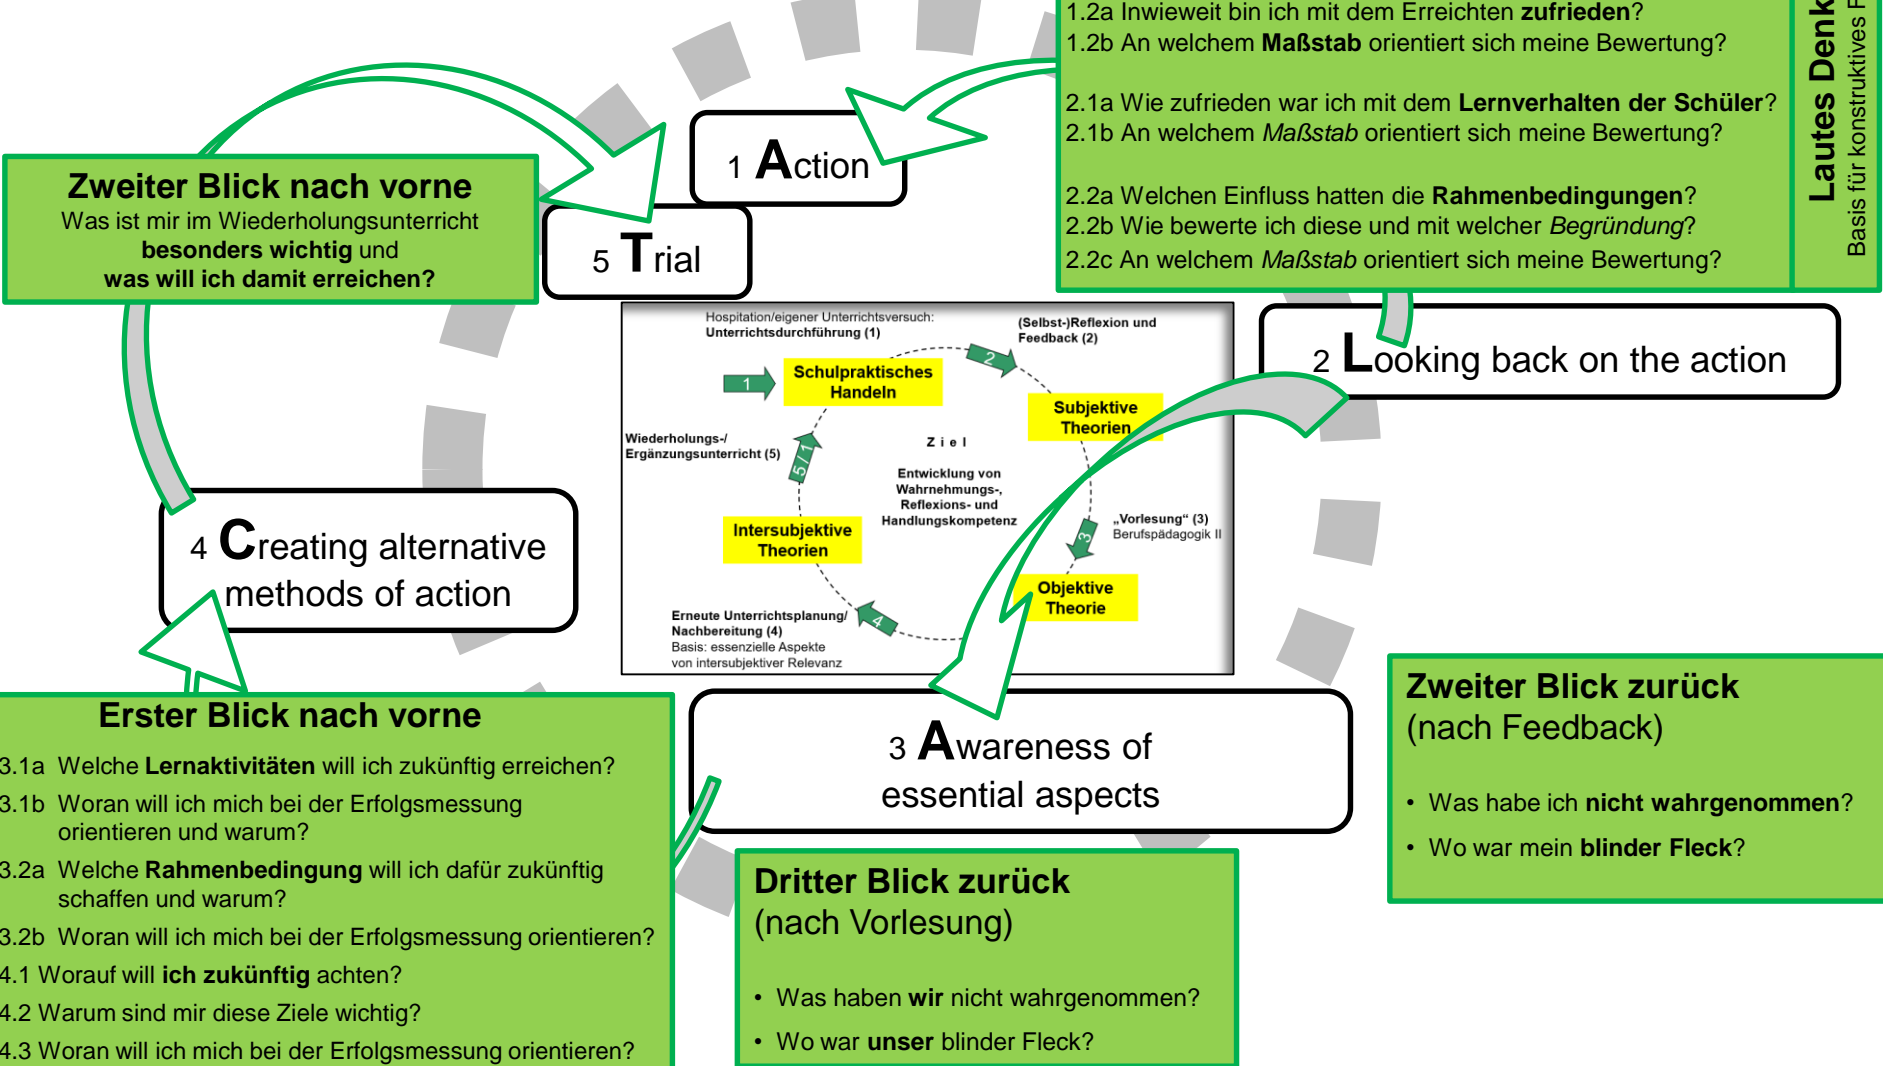 1.2a Inwieweit bin ich mit dem Erreichten zufrieden?
1.2b An welchem Maßstab orientiert sich meine Bewertung?
2.1a Wie zufrieden war ich mit dem Lernverhalten der Schüler?
2.1b An welchem Maßstab orientiert sich meine Bewertung?
2.2a Welchen Einfluss hatten die Rahmenbedingungen?
2.2b Wie bewerte ich diese und mit welcher Begründung?
2.2c An welchem Maßstab orientiert sich meine Bewertung?
Lautes Denk
Basis für konstruktives F
1 Action
Zweiter Blick nach vorne
Was ist mir im Wiederholungsunterricht
besonders wichtig und
was will ich damit erreichen?
5 Trial
2 Looking back on the action
Hospitation/eigener Unterrichtsversuch:
Unterrichtsdurchführung (1)
(Selbst-)Reflexion und
Feedback (2)
1
2
Schulpraktisches
Handeln
Subjektive
Theorien
Wiederholungs-/
Ergänzungsunterricht (5)
5 / 1
Ziel
Entwicklung von
Wahrnehmungs-,
Reflexions- und
Handlungskompetenz
„Vorlesung“ (3)
Berufspädagogik II
3
Intersubjektive
Theorien
Objektive
Theorie
4
Erneute Unterrichtsplanung/
Nachbereitung (4)
Basis: essenzielle Aspekte
von intersubjektiver Relevanz
4 Creating alternative
methods of action
3 Awareness of
essential aspects
Erster Blick nach vorne
3.1a Welche Lernaktivitäten will ich zukünftig erreichen?
3.1b Woran will ich mich bei der Erfolgsmessung
orientieren und warum?
3.2a Welche Rahmenbedingung will ich dafür zukünftig
schaffen und warum?
3.2b Woran will ich mich bei der Erfolgsmessung orientieren?
4.1 Worauf will ich zukünftig achten?
4.2 Warum sind mir diese Ziele wichtig?
4.3 Woran will ich mich bei der Erfolgsmessung orientieren?
Dritter Blick zurück
(nach Vorlesung)
• Was haben wir nicht wahrgenommen?
• Wo war unser blinder Fleck?
Zweiter Blick zurück
(nach Feedback)
• Was habe ich nicht wahrgenommen?
• Wo war mein blinder Fleck?